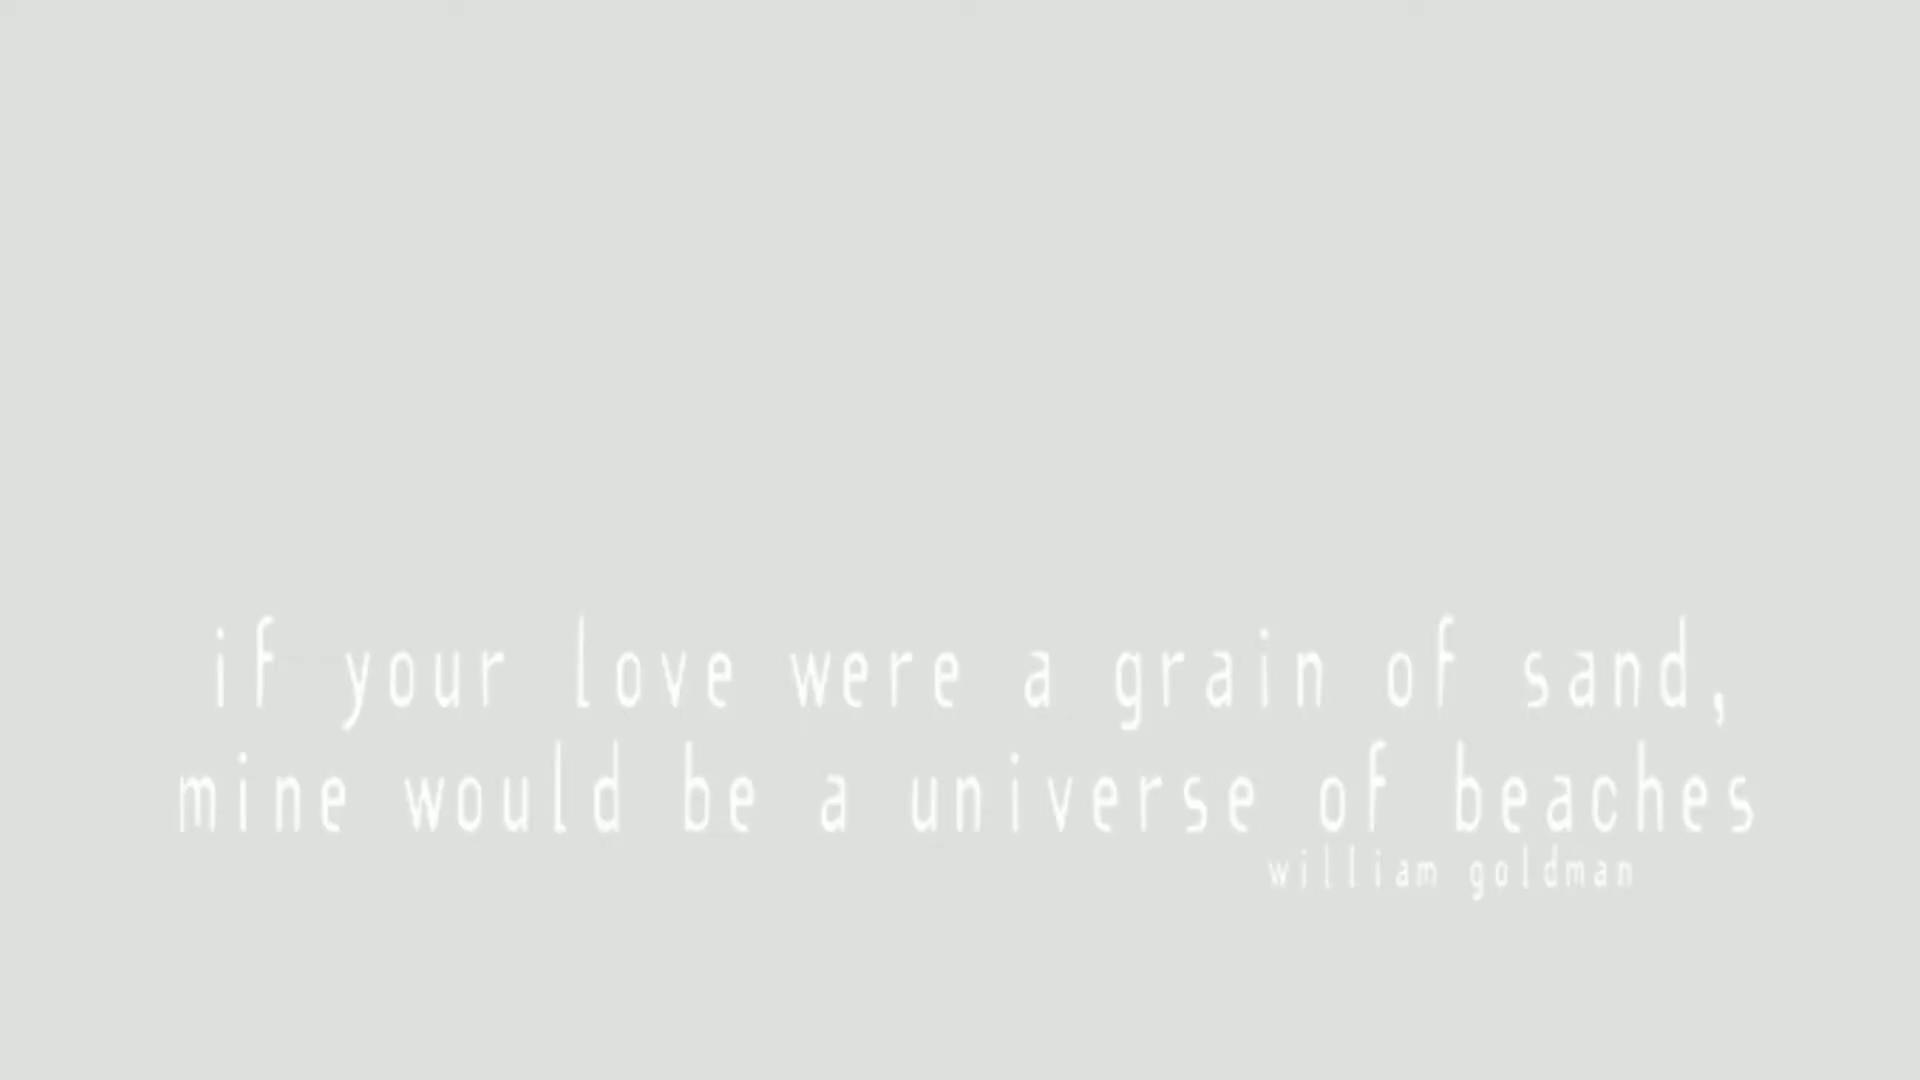 if your love were a grain of sand,
mine would be a universe of beaches
william goldman